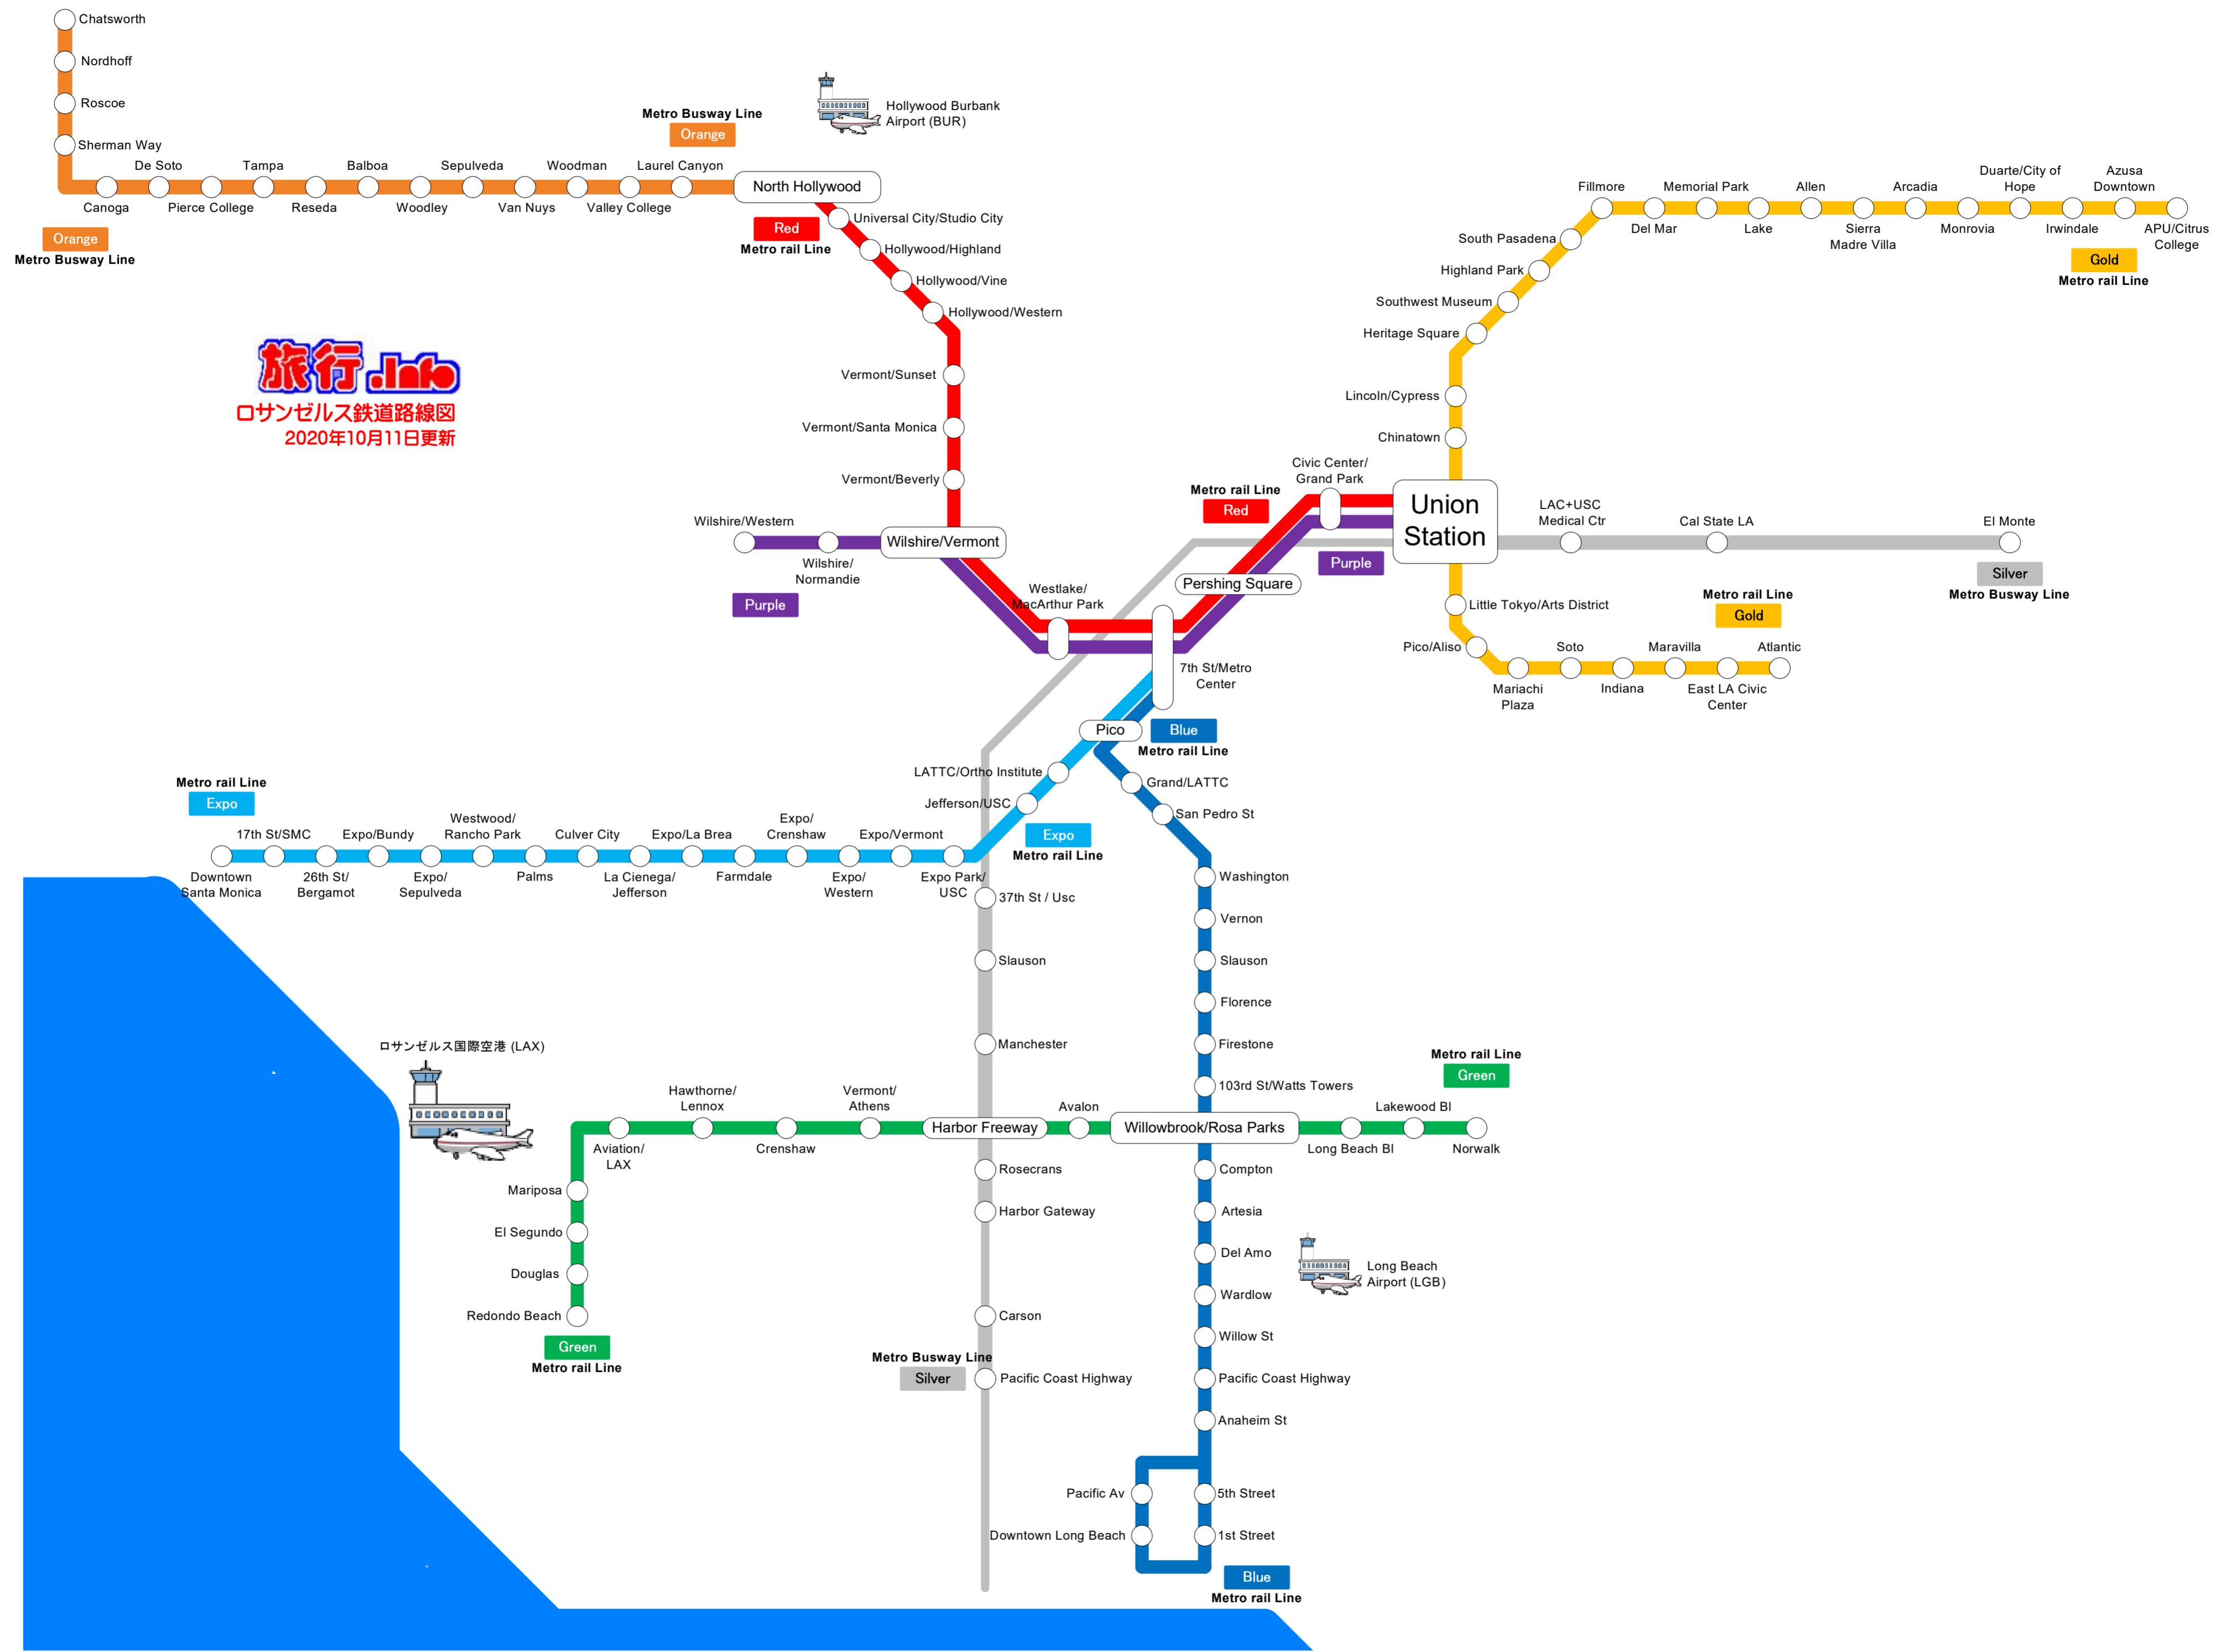 Chatsworth
Nordhoff
Roscoe
Sherman Way
De Soto
Tampa
Balboa
Sepulveda
Woodman
Laurel Canyon
Canoga
Pierce College
Reseda
Woodley
Van Nuys
Valley College
Orange
Metro Busway Line
Metro Busway Line
Orange
Hollywood Burbank
Airport (BUR)
North Hollywood
Red
Metro rail Line
Universal City/Studio City
Hollywood/Highland
Hollywood/Vine
Hollywood/Western
Vermont/Sunset
Vermont/Santa Monica
Vermont/Beverly
旅行.Info
ロサンゼルス鉄道路線図
2020年10月11日更新
Wilshire/Western
Wilshire/
Normandie
Wilshire/Vermont
Purple
Westlake/
MacArthur Park
Metro rail Line
Red
Civic Center/
Grand Park
Purple
Pershing Square
7th St/Metro
Center
Union
Station
Fillmore
Memorial Park
Allen
Arcadia
Duarte/City of
Hope
Azusa
Downtown
Del Mar
Lake
Sierra
Madre Villa
Monrovia
Irwindale
APU/Citrus
College
Gold
Metro rail Line
South Pasadena
Highland Park
Southwest Museum
Heritage Square
Lincoln/Cypress
Chinatown
LAC+USC
Medical Ctr
Cal State LA
El Monte
Silver
Metro Busway Line
Metro rail Line
Gold
Little Tokyo/Arts District
Pico/Aliso
Soto
Maravilla
Atlantic
Mariachi
Plaza
Indiana
East LA Civic
Center
Pico
Blue
Metro rail Line
LATTC/Ortho Institute
Jefferson/USC
Expo
Metro rail Line
Grand/LATTC
San Pedro St
Metro rail Line
Expo
17th St/SMC
Expo/Bundy
Westwood/
Rancho Park
Culver City
Expo/La Brea
Expo/
Crenshaw
Expo/Vermont
Downtown
Santa Monica
26th St/
Bergamot
Expo/
Sepulveda
Palms
La Cienega/
Jefferson
Farmdale
Expo/
Western
Expo Park/
USC
37th St / Usc
Slauson
Manchester
Washington
Vernon
Slauson
Florence
Firestone
103rd St/Watts Towers
ロサンゼルス国際空港 (LAX)
Hawthorne/
Lennox
Vermont/
Athens
Harbor Freeway
Avalon
Willowbrook/Rosa Parks
Lakewood Bl
Metro rail Line
Green
Aviation/
LAX
Crenshaw
Long Beach Bl
Norwalk
Mariposa
El Segundo
Douglas
Redondo Beach
Green
Metro rail Line
Rosecrans
Harbor Gateway
Carson
Metro Busway Line
Silver
Pacific Coast Highway
Compton
Artesia
Del Amo
Wardlow
Willow St
Pacific Coast Highway
Anaheim St
Long Beach
Airport (LGB)
Pacific Av
5th Street
Downtown Long Beach
1st Street
Blue
Metro rail Line